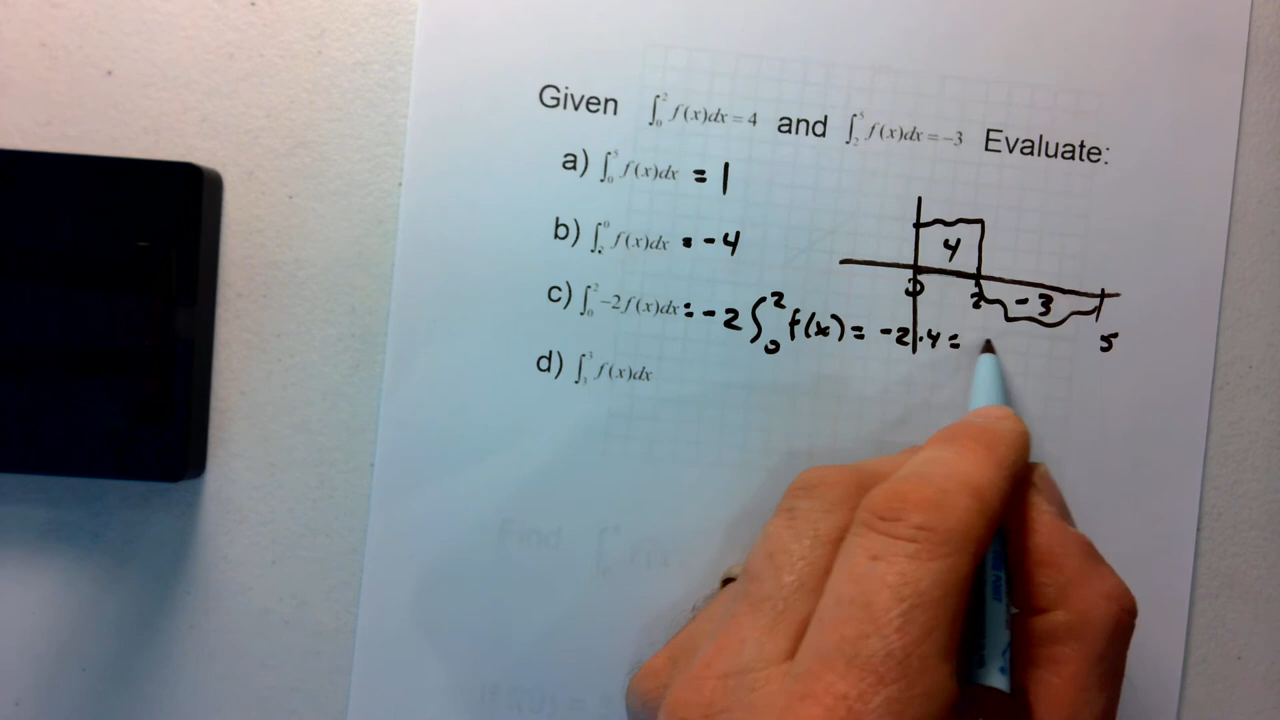 Given ∫₀² f(x)dx = 4 and ∫₂⁵ f(x)dx = -3 Evaluate:
a) ∫₀⁵ f(x)dx = 1
b) ∫₂⁰ f(x)dx = -4
c) ∫₀² -2f(x)dx = -2 ∫₀² f(x) = -2·4 =
d) ∫₃³ f(x)dx
4
0 2 -3 5
Find